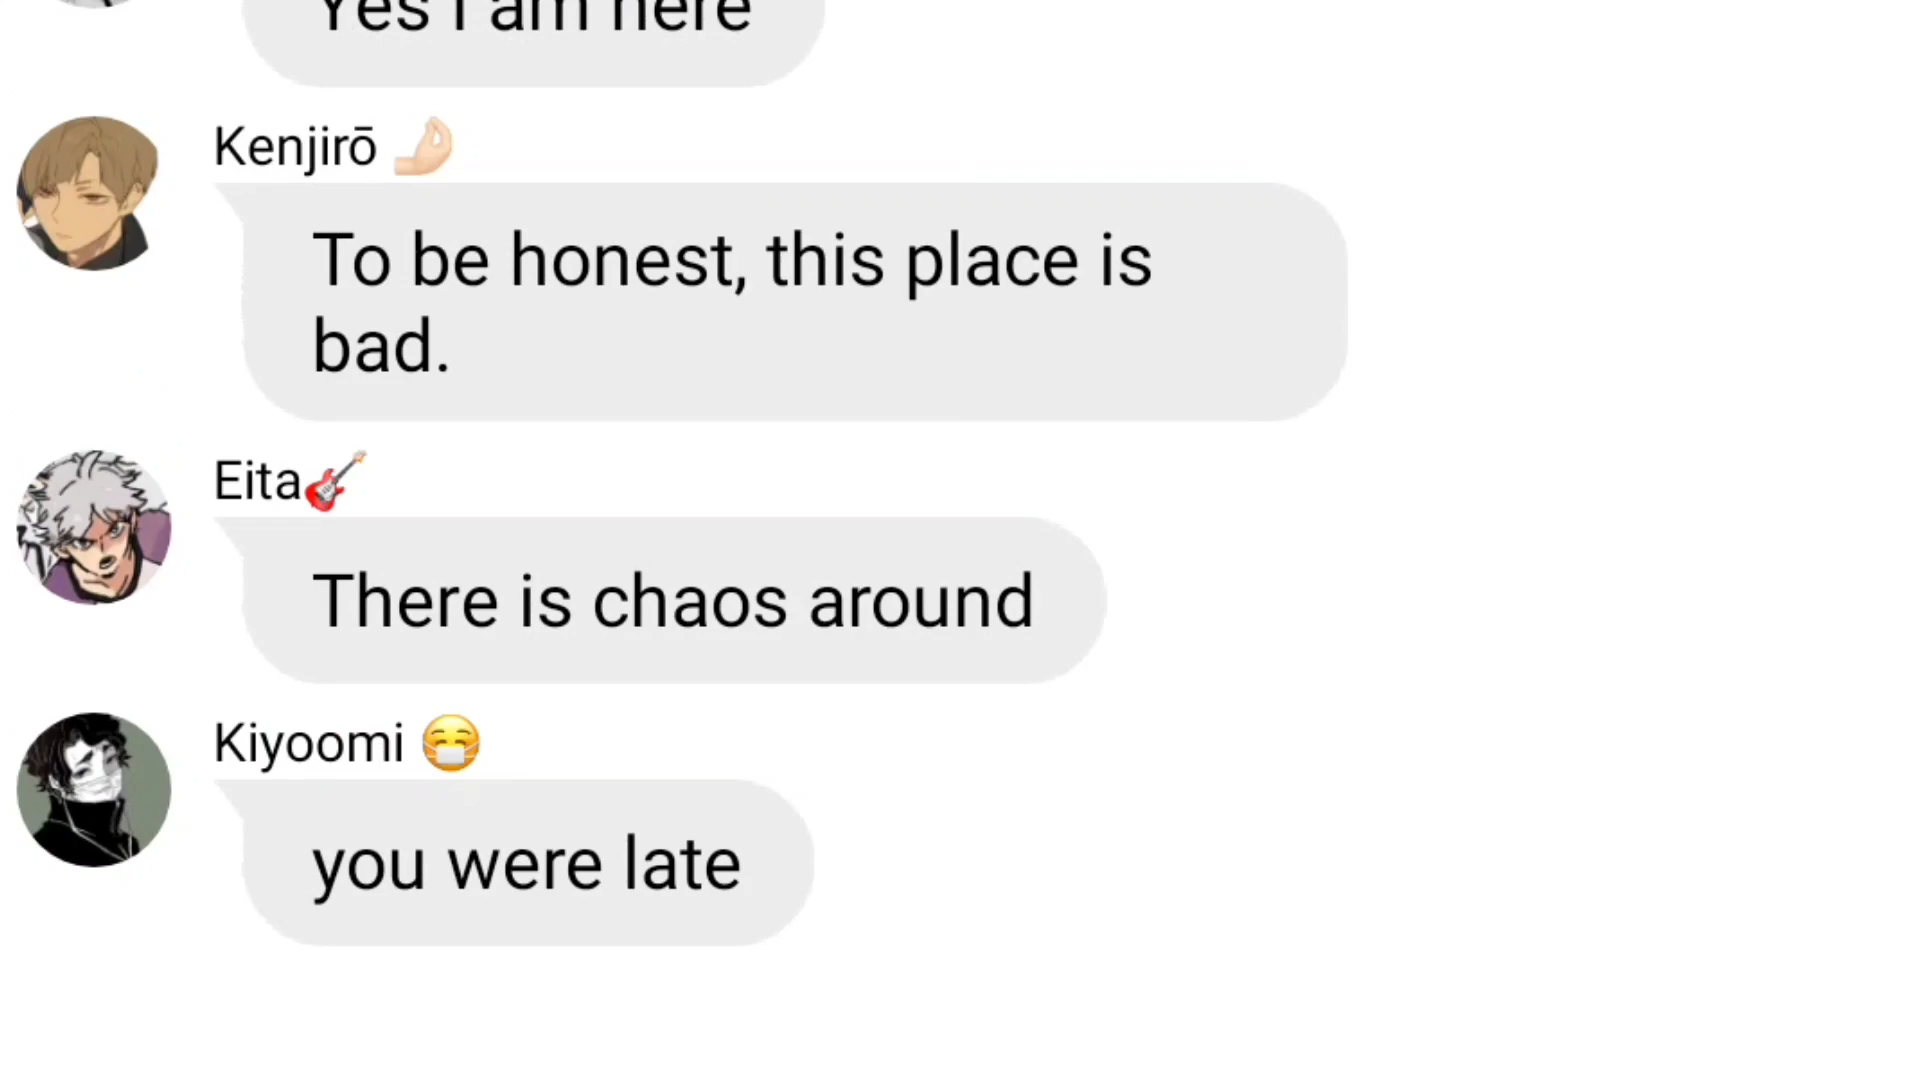 Yes I am here
Kenjirō 🤌🏻
To be honest, this place is
bad.
Eita🎸
There is chaos around
Kiyoomi 😷
you were late